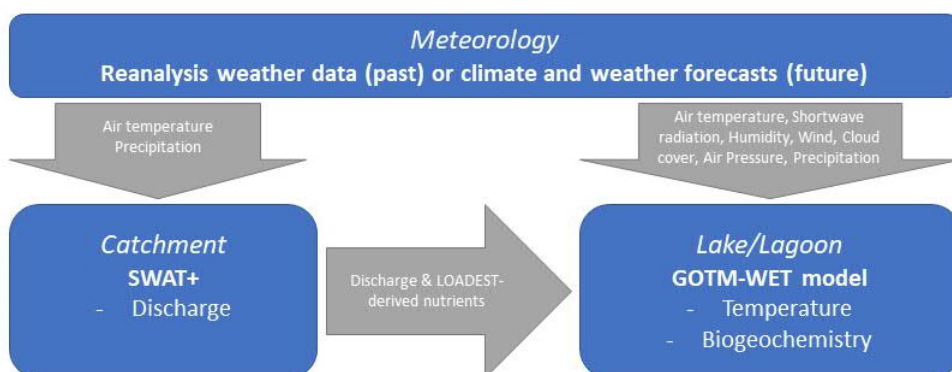 Meteorology
Reanalysis weather data (past) or climate and weather forecasts (future)
Air temperature
Precipitation
Air temperature, Shortwave
radiation, Humidity, Wind, Cloud
cover, Air Pressure, Precipitation
Catchment
SWAT+
- Discharge
Discharge & LOADEST-
derived nutrients
Lake/Lagoon
GOTM-WET model
- Temperature
- Biogeochemistry